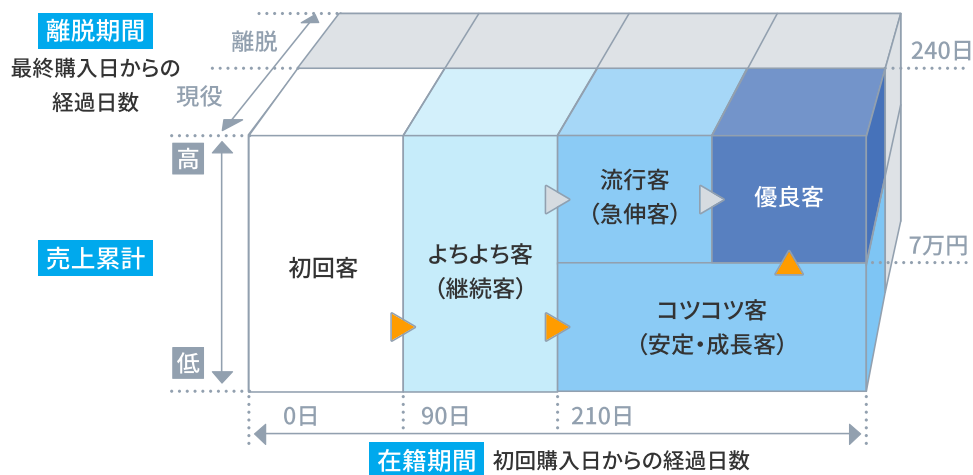 離脱期間
最終購入日からの
経過日数
離脱
現役
240日
高
売上累計
低
初回客
よちよち客
（継続客）
流行客
（急伸客）
優良客
7万円
コツコツ客
（安定・成長客）
0日
90日
210日
在籍期間 初回購入日からの経過日数